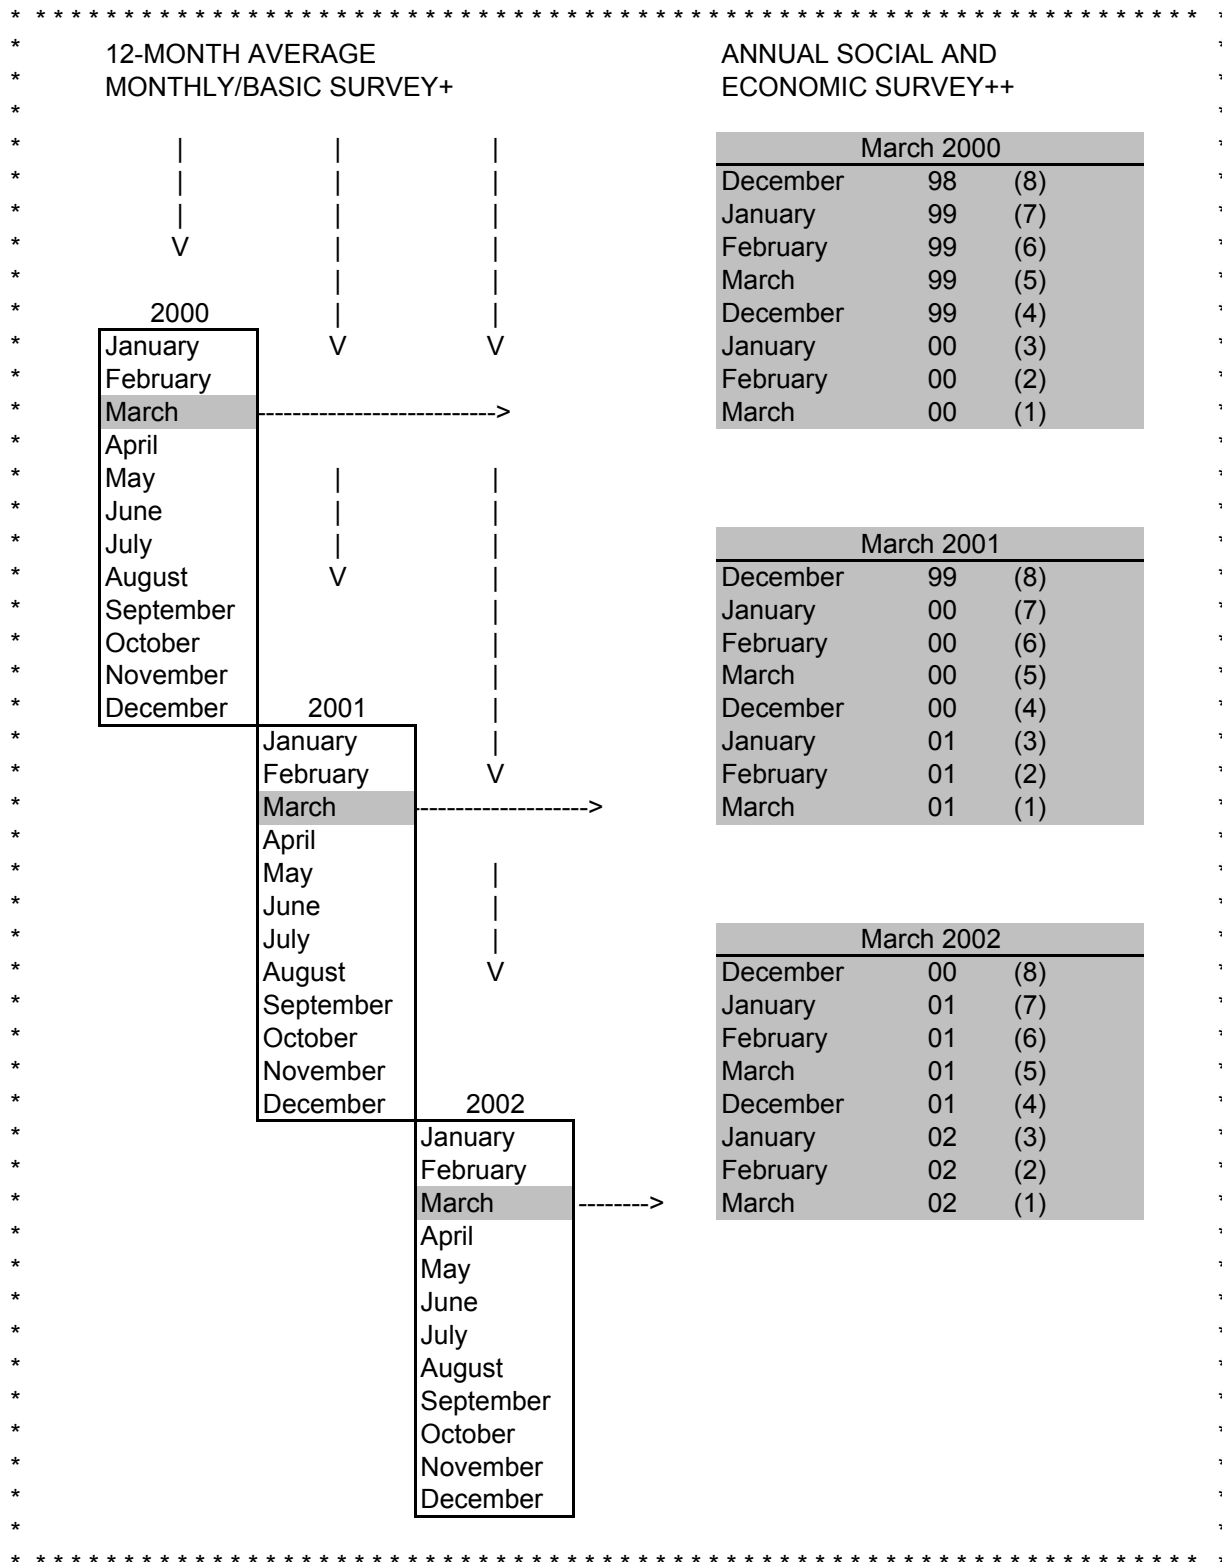 * * * * * * * * * * * * * * * * * * * * * * * * * * * * * * * * * * * * * * * * * * * * * * * * * * * * * * * * * * * * * * * * * * *
* 12-MONTH AVERAGE ANNUAL SOCIAL AND *
* MONTHLY/BASIC SURVEY+ ECONOMIC SURVEY++ *
* *
* | | | March 2000 *
* | | | December 98 (8) *
* | | | January 99 (7) *
* V | | February 99 (6) *
* | | March 99 (5) *
* 2000 | | December 99 (4) *
* January V V January 00 (3) *
* February February 00 (2) *
* March ---------------------------> March 00 (1) *
* April *
* May | | *
* June | | *
* July | | March 2001 *
* August V | December 99 (8) *
* September | January 00 (7) *
* October | February 00 (6) *
* November | March 00 (5) *
* December 2001 | December 00 (4) *
* January | January 01 (3) *
* February V February 01 (2) *
* March --------------------> March 01 (1) *
* April *
* May | *
* June | *
* July | March 2002 *
* August V December 00 (8) *
* September January 01 (7) *
* October February 01 (6) *
* November March 01 (5) *
* December 2002 December 01 (4) *
* January January 02 (3) *
* February February 02 (2) *
* March --------> March 02 (1) *
* April *
* May *
* June *
* July *
* August *
* September *
* October *
* November *
* December *
* *
* * * * * * * * * * * * * * * * * * * * * * * * * * * * * * * * * * * * * * * * * * * * * * * * * * * * * * * * * * * * * * * * * * *